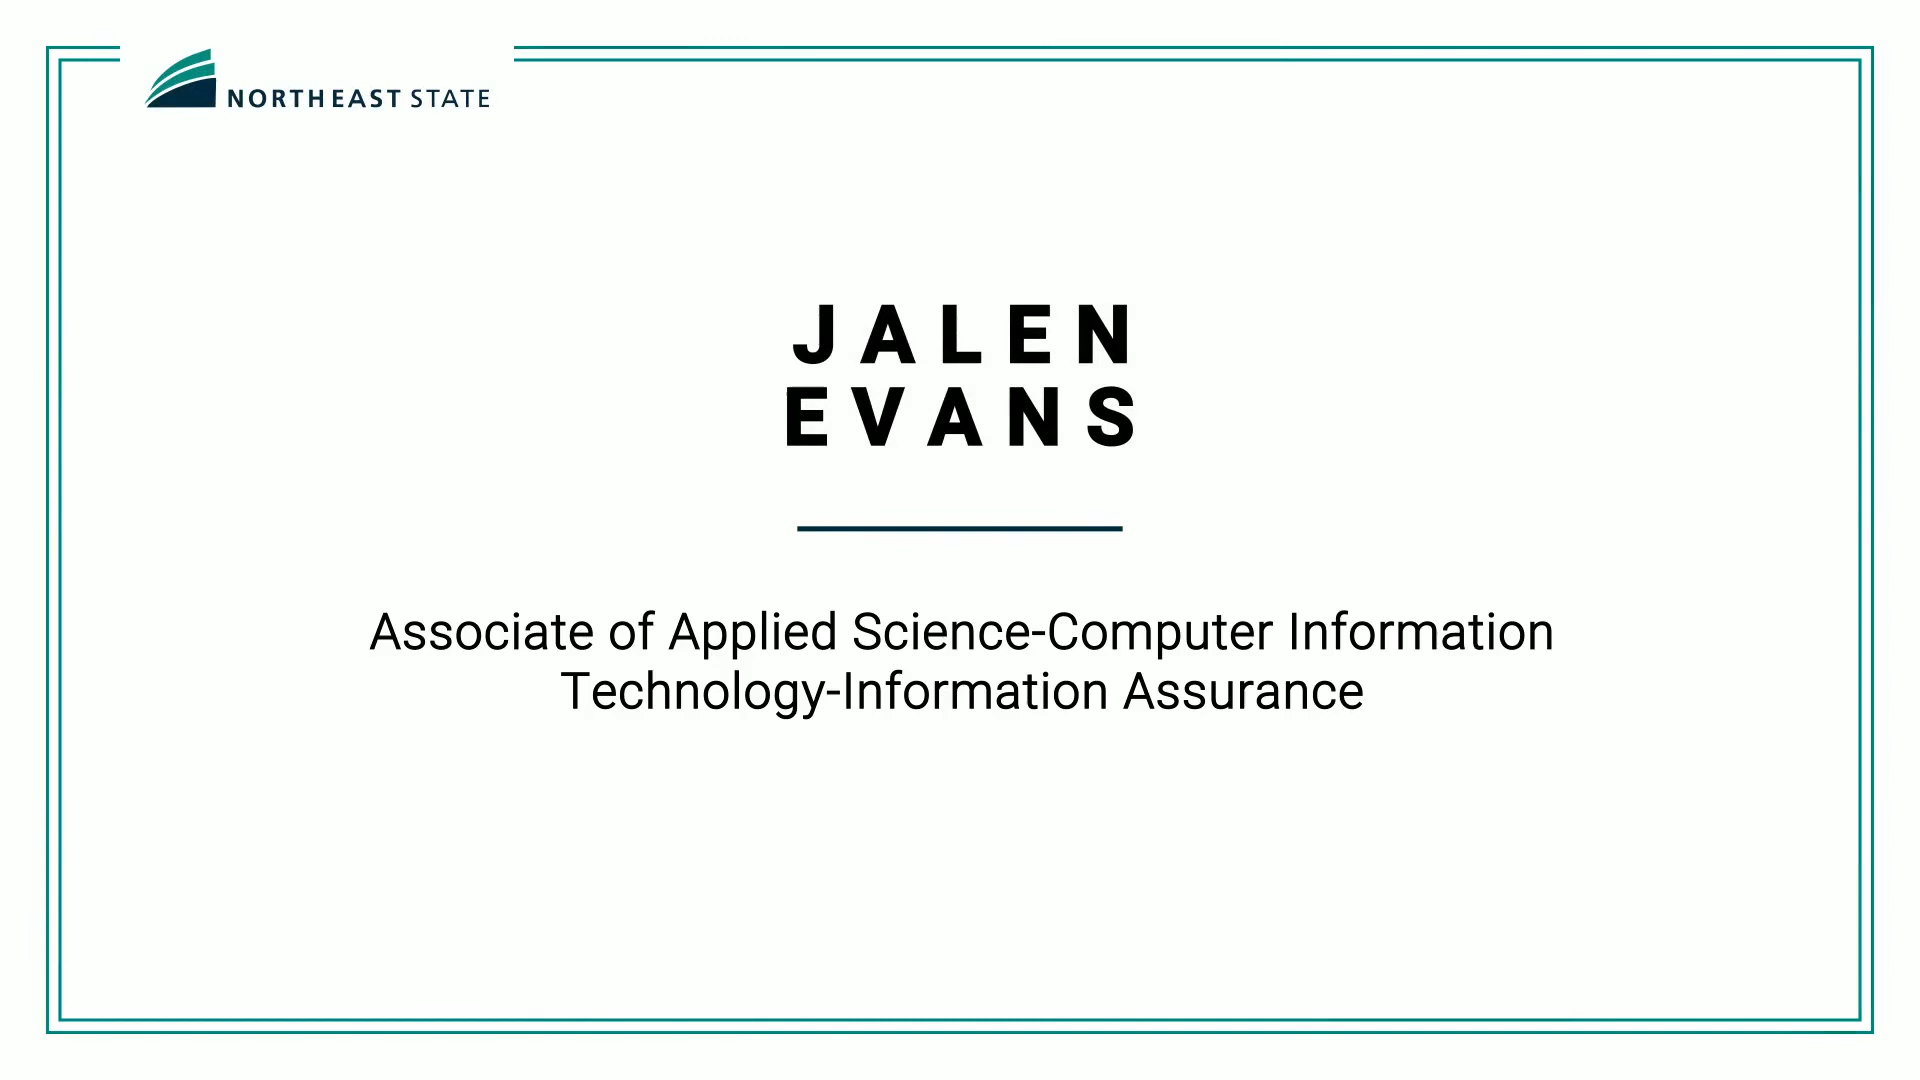 NORTHEAST STATE
JALEN
EVANS
Associate of Applied Science-Computer Information
Technology-Information Assurance